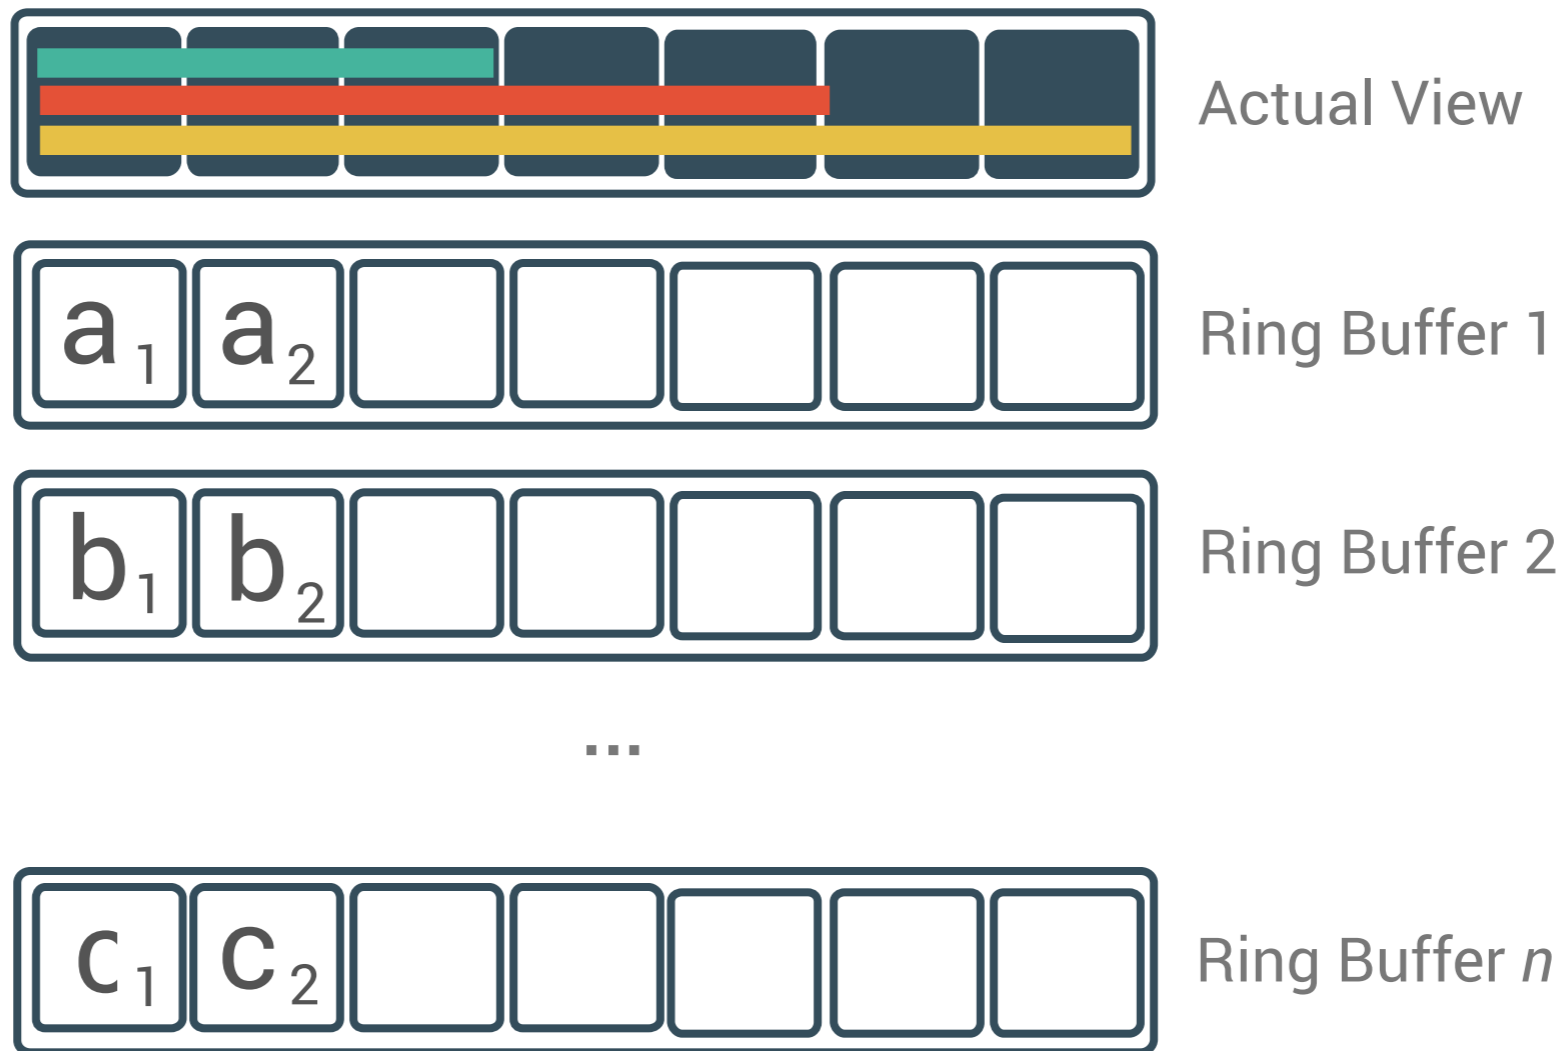 Actual View
a1 a2 Ring Buffer 1
b1 b2 Ring Buffer 2
...
c1 c2 Ring Buffer n